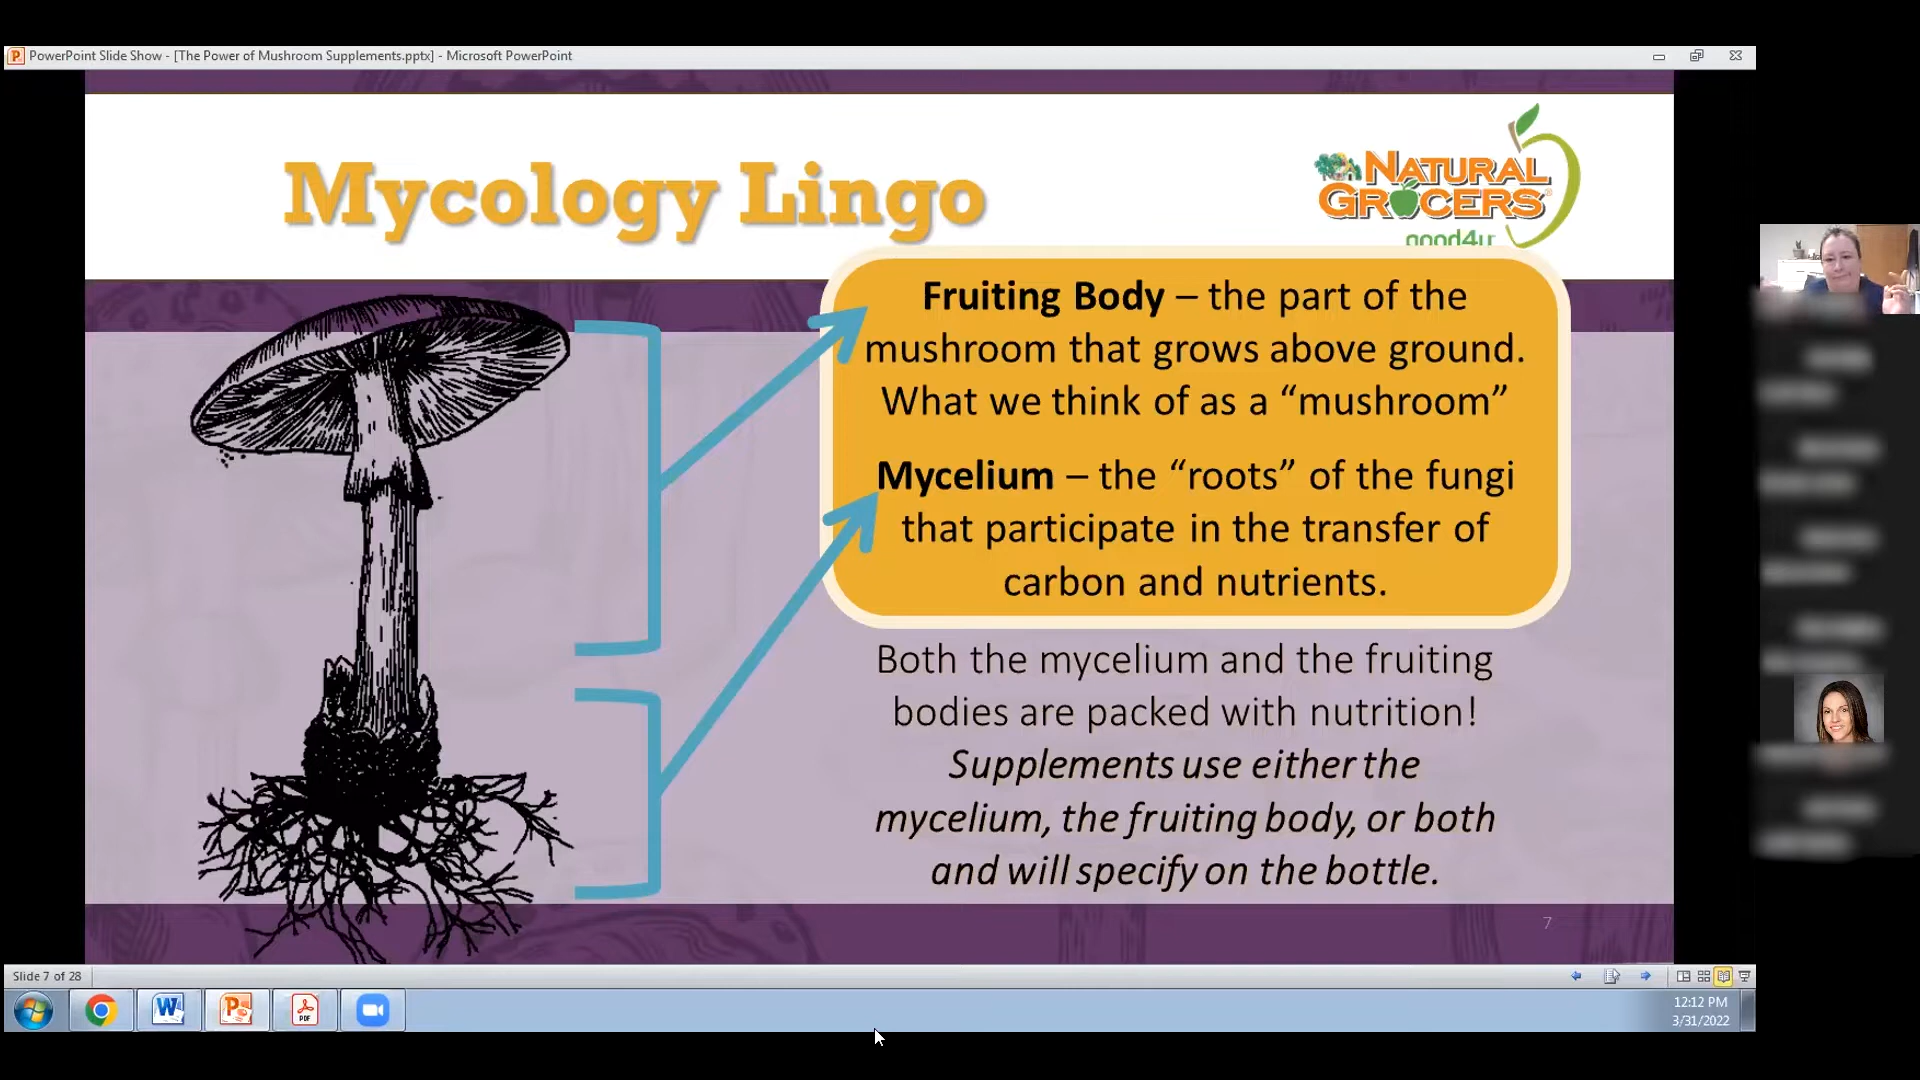 PowerPoint Slide Show - [The Power of Mushroom Supplements.pptx] - Microsoft PowerPoint
Mycology Lingo
NATURAL
GROCERS
good4u
Fruiting Body – the part of the
mushroom that grows above ground.
What we think of as a “mushroom”
Mycelium – the “roots” of the fungi
that participate in the transfer of
carbon and nutrients.
Both the mycelium and the fruiting
bodies are packed with nutrition!
Supplements use either the
mycelium, the fruiting body, or both
and will specify on the bottle.
7
Slide 7 of 28
PDF
12:12 PM
3/31/2022